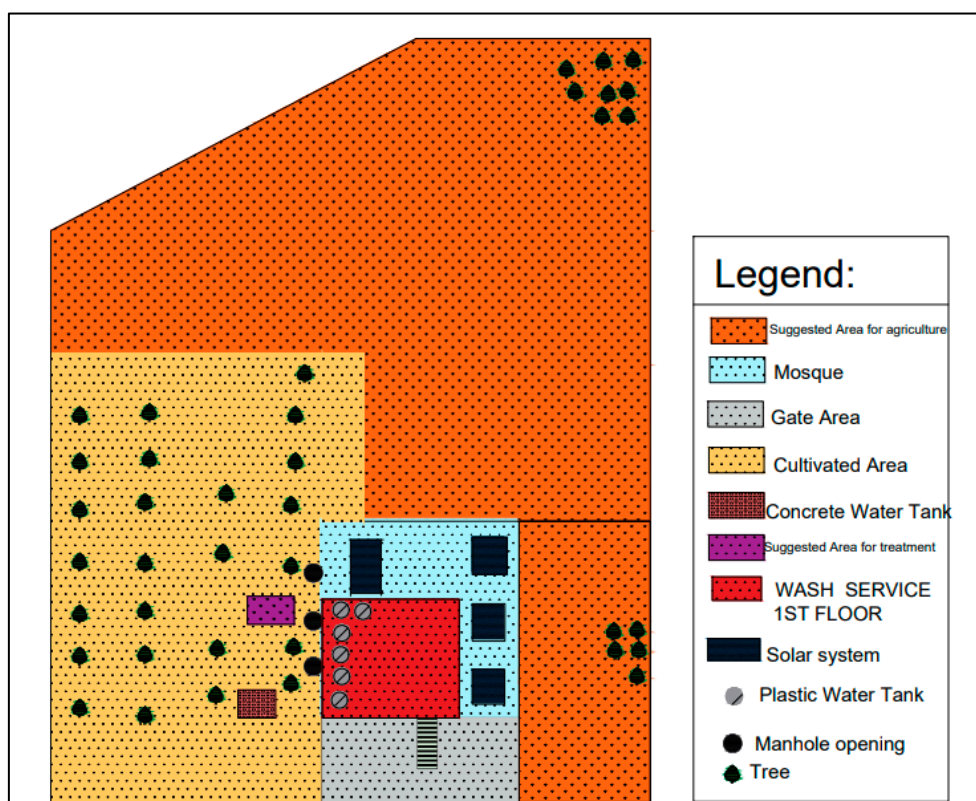 Legend:
Suggested Area for agriculture
Mosque
Gate Area
Cultivated Area
Concrete Water Tank
Suggested Area for treatment
WASH SERVICE
1ST FLOOR
Solar system
Plastic Water Tank
Manhole opening
Tree